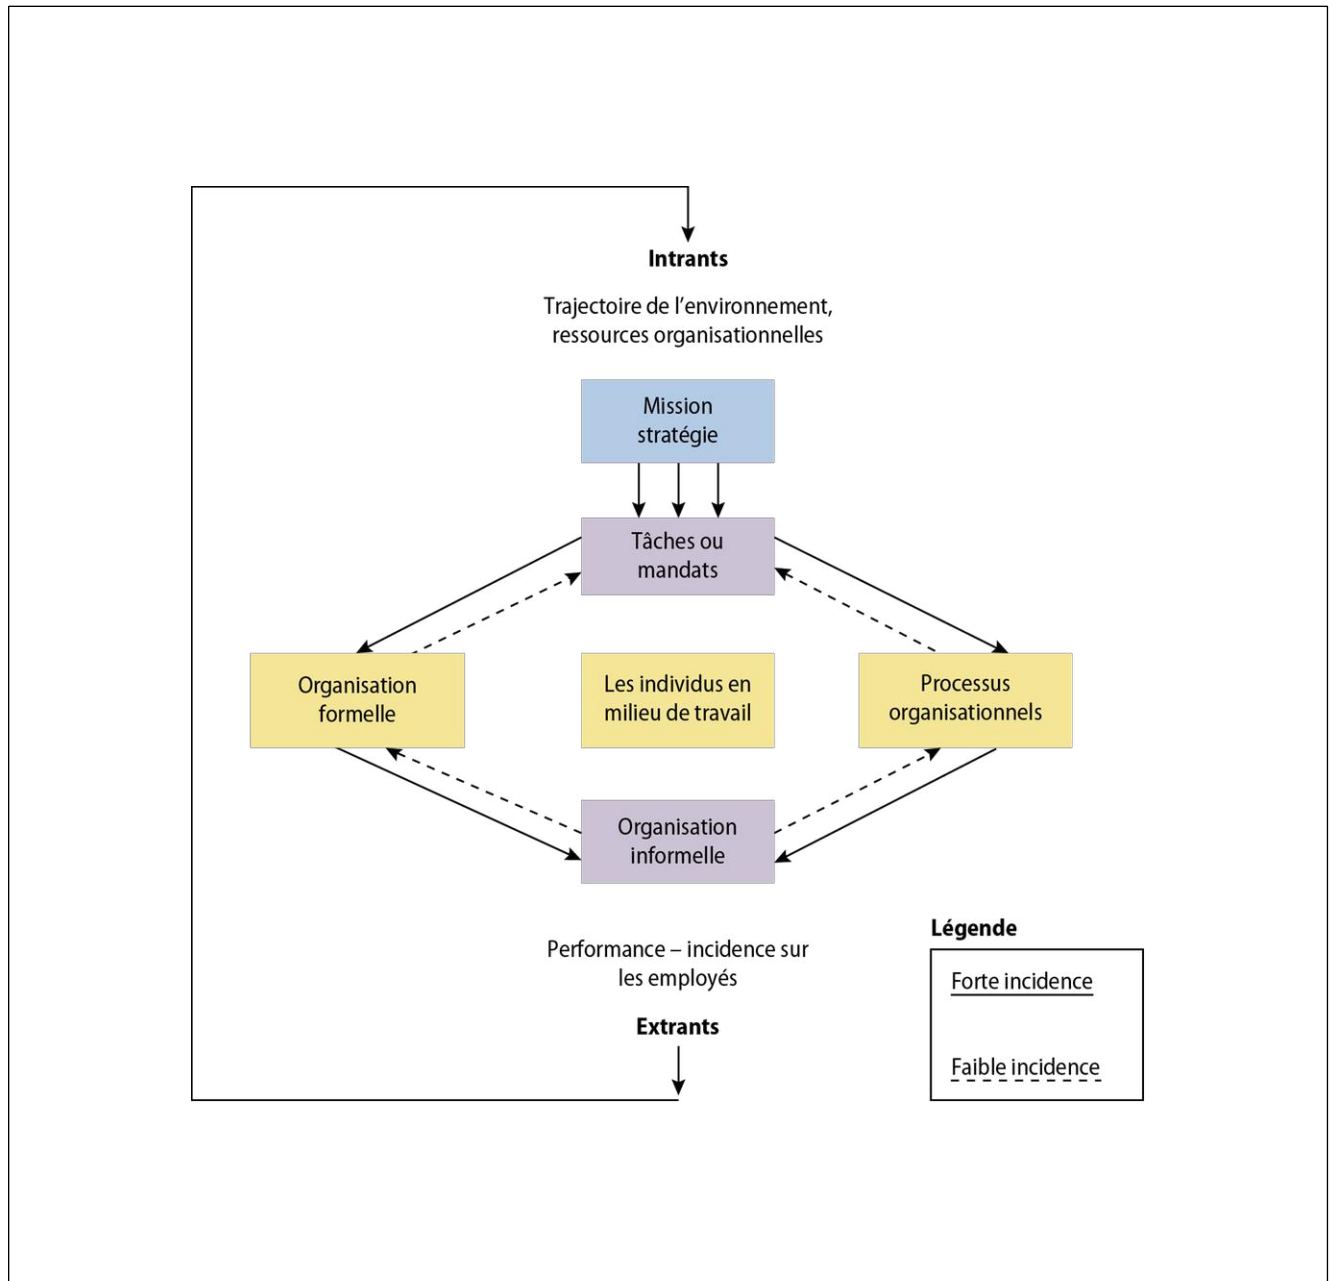 Intrants
Trajectoire de l’environnement,
ressources organisationnelles
Mission
stratégie
Tâches ou
mandats
Organisation
formelle
Les individus en
milieu de travail
Processus
organisationnels
Organisation
informelle
Performance – incidence sur
les employés
Extrants
Légende
Forte incidence
Faible incidence